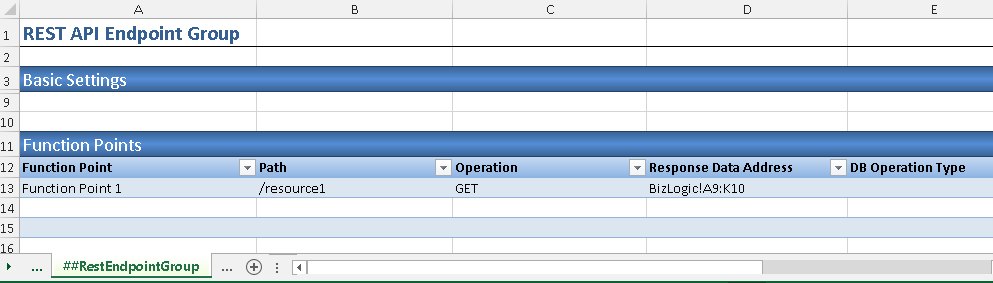 A B C D E
1 REST API Endpoint Group
2
3 Basic Settings
9
10
11 Function Points
12 Function Point Path Operation Response Data Address DB Operation Type
13 Function Point 1 /resource1 GET BizLogic!A9:K10
14
15
16
... ##RestEndpointGroup ...